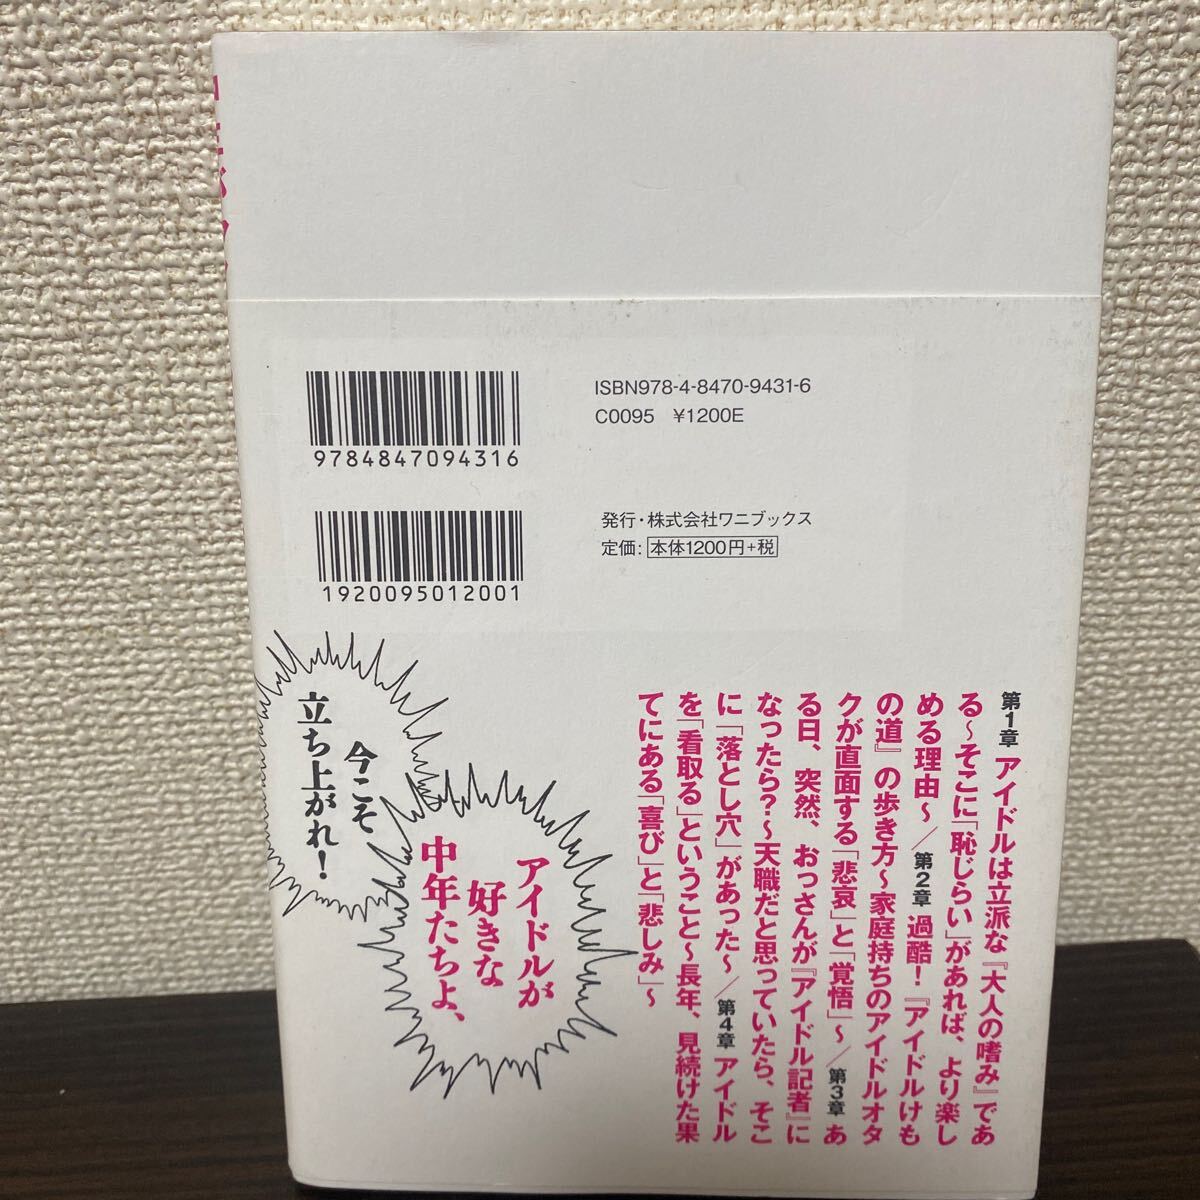 ISBN978-4-8470-9431-6
C0095 ¥1200E
9784847094316
発行・株式会社ワニブックス
定価：本体1200円+税
1920095012001
第1章 アイドルは立派な『大人の嗜み』であ
る～そこに「恥じらい」があれば、より楽し
める理由～／第2章 過酷！『アイドルけも
の道』の歩き方～家庭持ちのアイドルオタ
クが直面する「悲哀」と「覚悟」～／第3章 あ
る日、突然、おっさんが『アイドル記者』に
なったら？～天職だと思っていたら、そこ
に「落とし穴」があった～／第4章 アイドル
を「看取る」ということ～長年、見続けた果
てにある「喜び」と「悲しみ」～
アイドルが
好きな
中年たちよ、
今こそ
立ち上がれ！